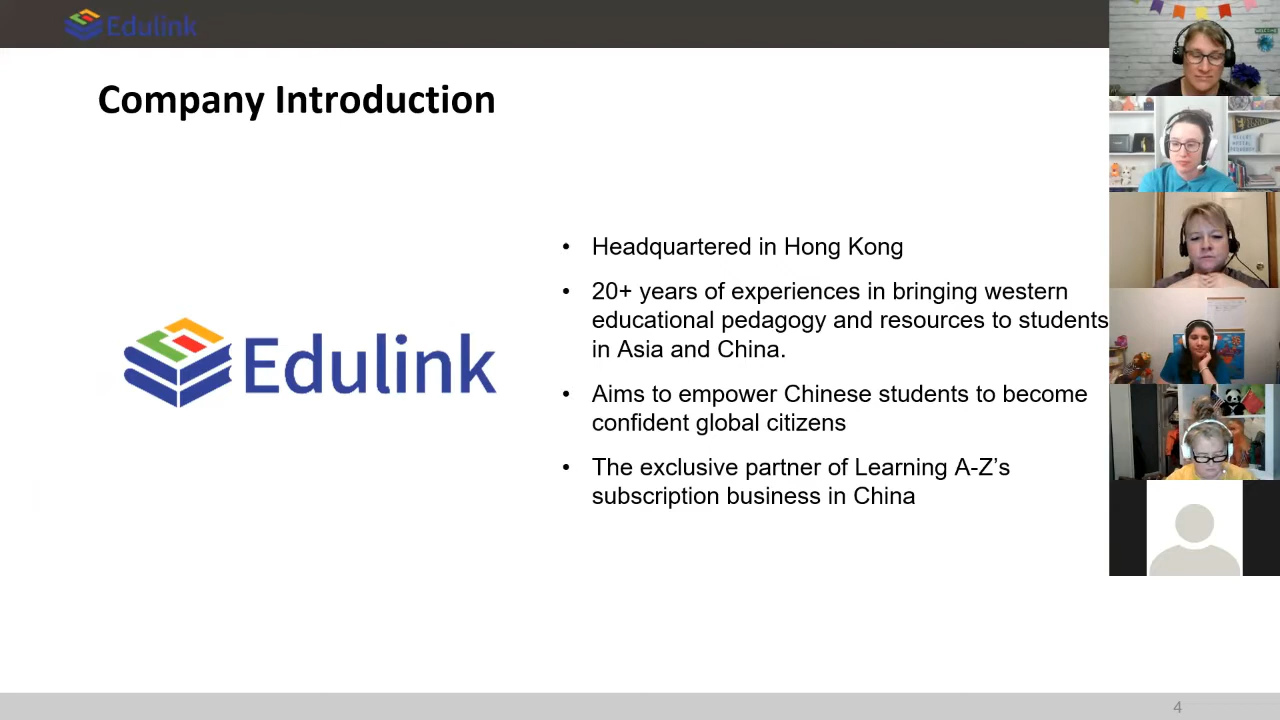 Edulink
Company Introduction
Edulink
• Headquartered in Hong Kong
• 20+ years of experiences in bringing western
educational pedagogy and resources to students
in Asia and China.
• Aims to empower Chinese students to become
confident global citizens
• The exclusive partner of Learning A-Z’s
subscription business in China
4